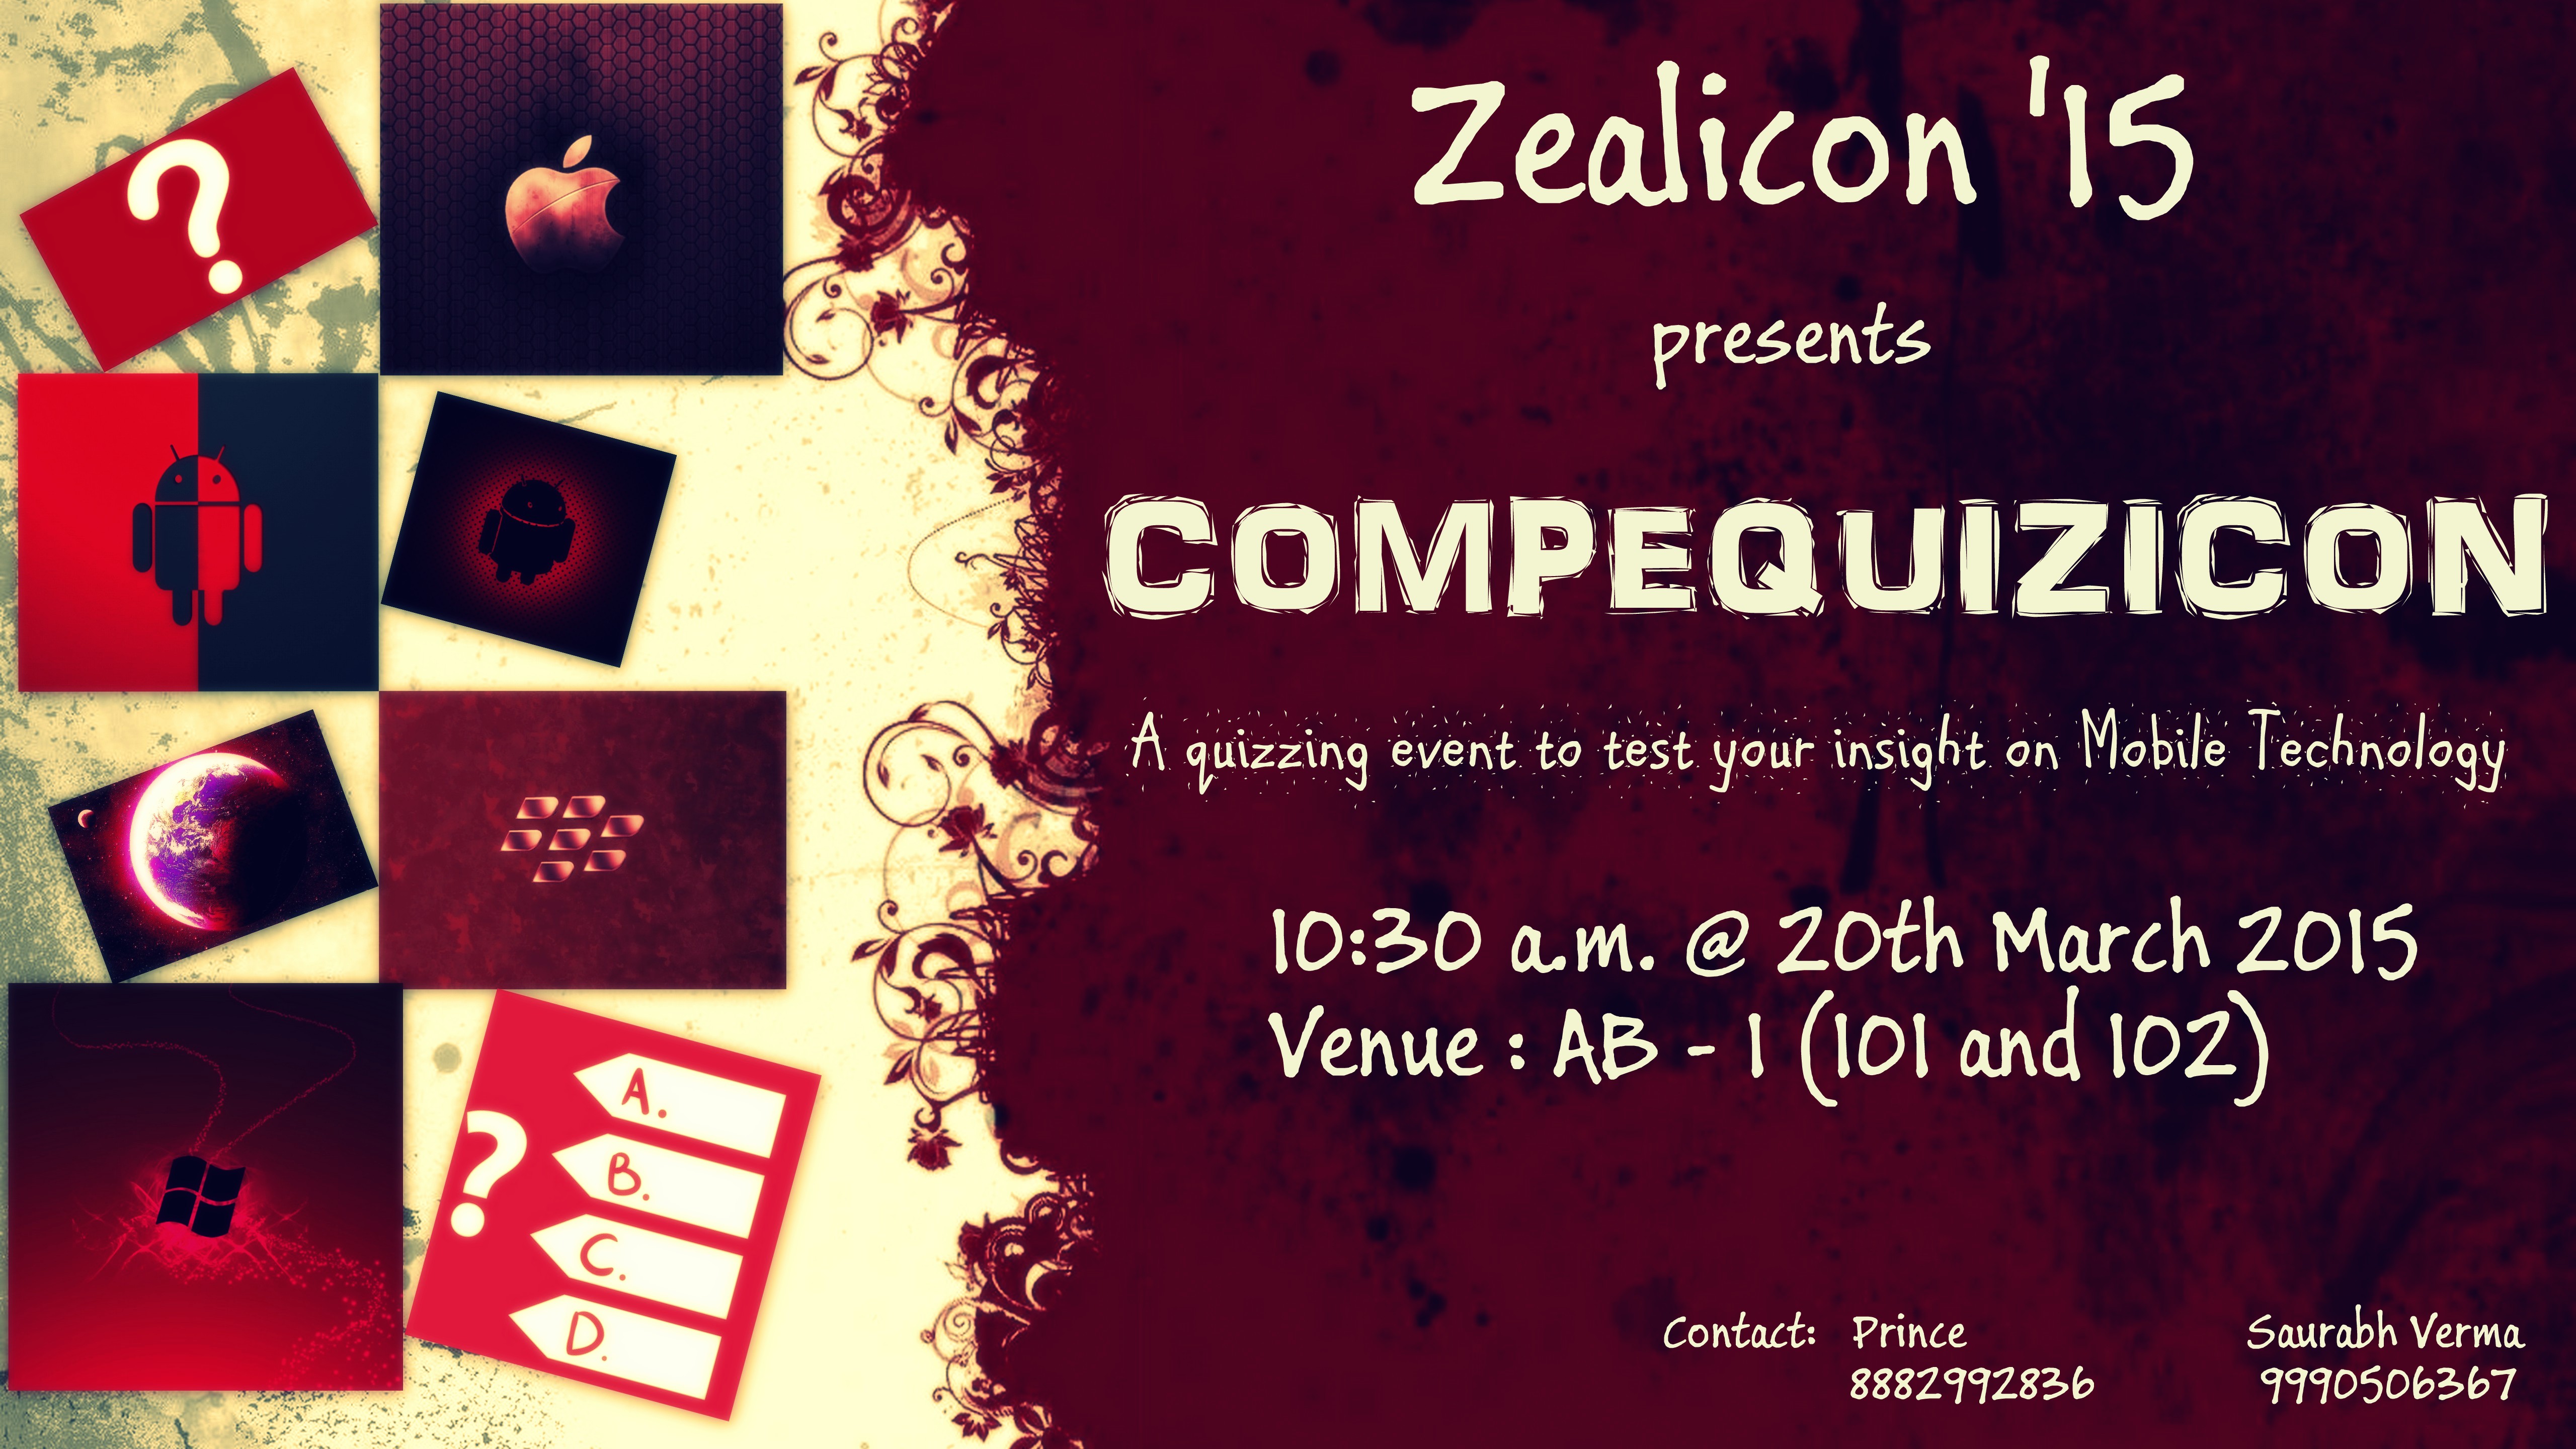 ?
Zealicon '15
presents
COMPEQUIZICON
A quizzing event to test your insight on Mobile Technology
10:30 a.m. @ 20th March 2015
Venue : AB - 1 (101 and 102)
?
A.
B.
C.
D.
Contact: Prince Saurabh Verma
8882992836 9990506367